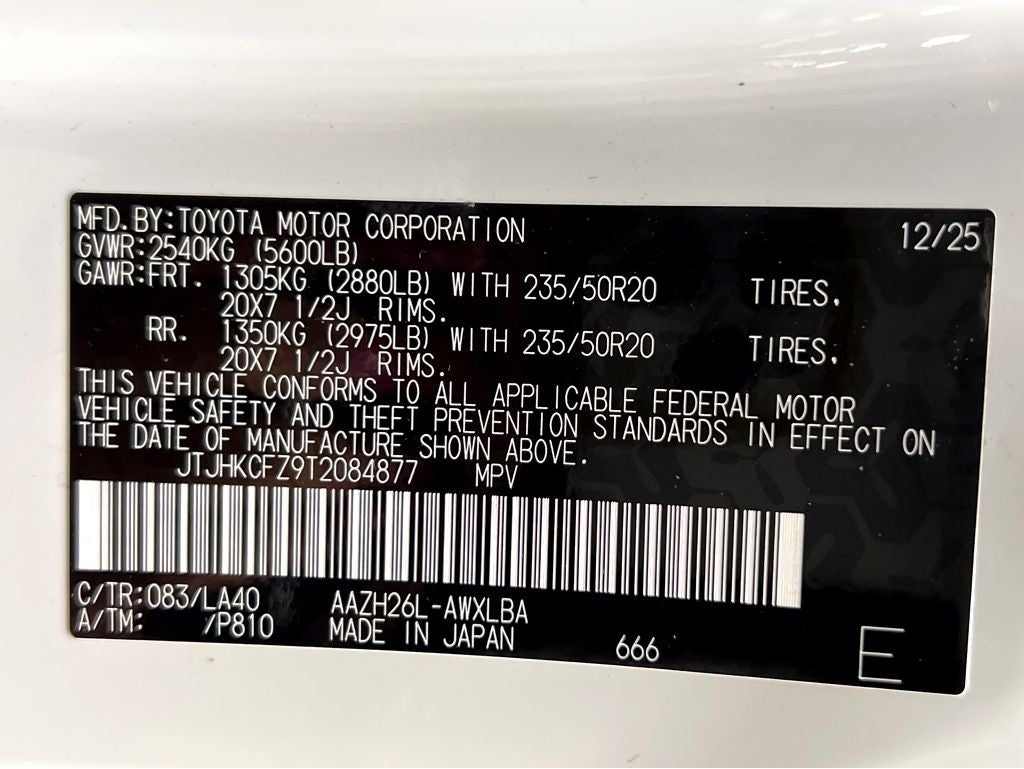 MFD.BY:TOYOTA MOTOR CORPORATION 12/25
GVWR:2540KG (5600LB)
GAWR:FRT. 1305KG (2880LB) WITH 235/50R20 TIRES,
20X7 1/2J RIMS.
RR. 1350KG (2975LB) WITH 235/50R20 TIRES,
20X7 1/2J RIMS.
THIS VEHICLE CONFORMS TO ALL APPLICABLE FEDERAL MOTOR
VEHICLE SAFETY AND THEFT PREVENTION STANDARDS IN EFFECT ON
THE DATE OF MANUFACTURE SHOWN ABOVE.
JTJHKCFZ9T2084877 MPV
C/TR:083/LA40 AAZH26L-AWXLBA
A/TM: /P810 MADE IN JAPAN 666 E